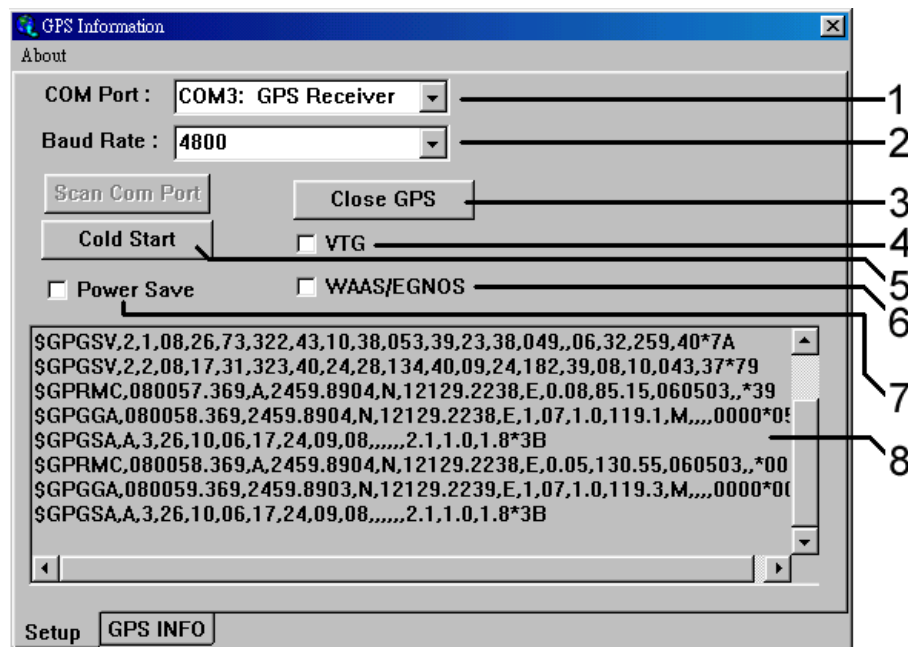 GPS Information
About
COM Port : COM3: GPS Receiver 1
Baud Rate : 4800 2
Scan Com Port Close GPS 3
Cold Start VTG 4
5
Power Save WAAS/EGNOS 6
$GPGSV,2,1,08,26,73,322,43,10,38,053,39,23,38,049,,06,32,259,40*7A
$GPGSV,2,2,08,17,31,323,40,24,28,134,40,09,24,182,39,08,10,043,37*79
$GPRMC,080057.369,A,2459.8904,N,12129.2238,E,0.08,85.15,060503,,*39
7
$GPGGA,080058.369,2459.8904,N,12129.2238,E,1,07,1.0,119.1,M,,,,0000*05
$GPGSA,A,3,26,10,06,17,24,09,08,,,,,,2.1,1.0,1.8*3B
8
$GPRMC,080058.369,A,2459.8904,N,12129.2238,E,0.05,130.55,060503,,*00
$GPGGA,080059.369,2459.8903,N,12129.2239,E,1,07,1.0,119.3,M,,,,0000*0
$GPGSA,A,3,26,10,06,17,24,09,08,,,,,,2.1,1.0,1.8*3B
Setup GPS INFO